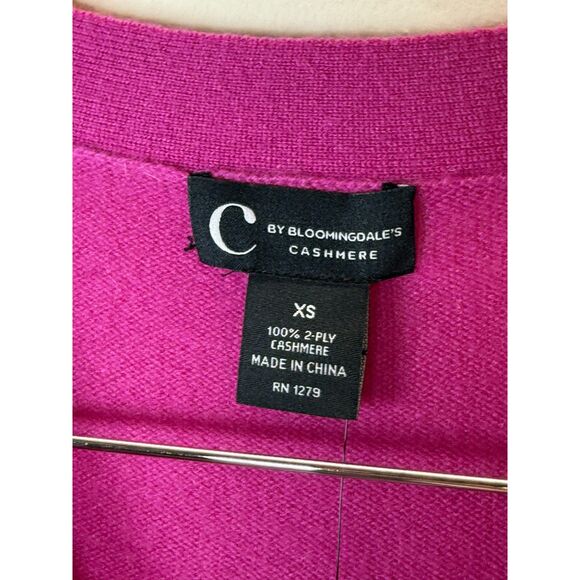 C
BY BLOOMINGDALE'S
CASHMERE
XS
100% 2-PLY
CASHMERE
MADE IN CHINA
RN 1279